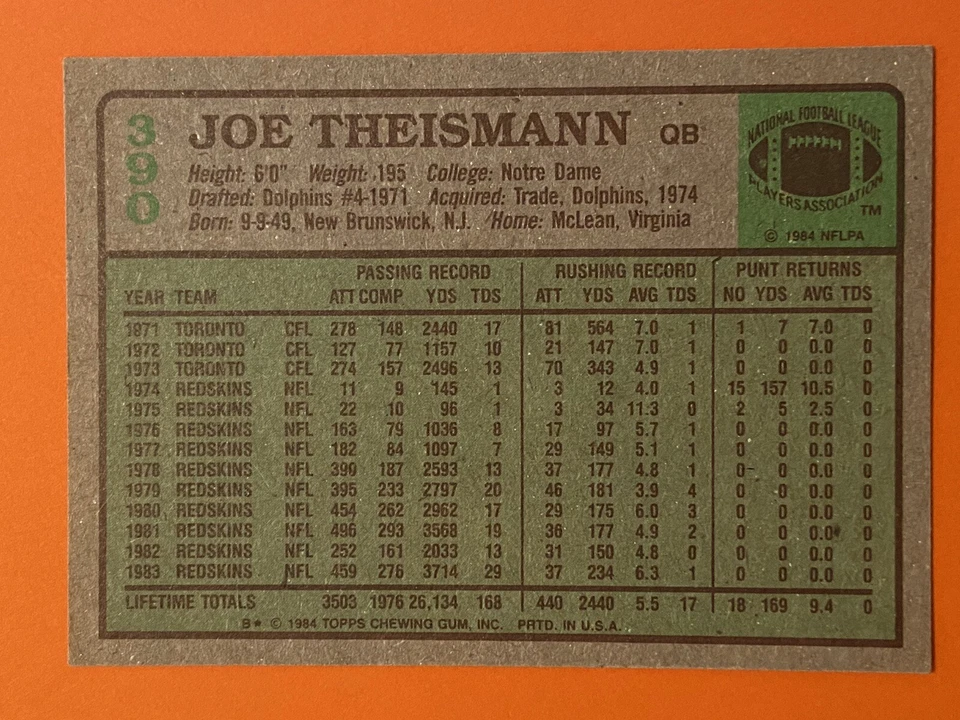 390
JOE THEISMANN QB
Height: 6'0" Weight: 195 College: Notre Dame
Drafted: Dolphins #4-1971 Acquired: Trade, Dolphins, 1974
Born: 9-9-49, New Brunswick, N.J. Home: McLean, Virginia
NATIONAL FOOTBALL LEAGUE
PLAYERS ASSOCIATION
TM
© 1984 NFLPA
PASSING RECORD RUSHING RECORD PUNT RETURNS
YEAR TEAM ATT COMP YDS TDS ATT YDS AVG TDS NO YDS AVG TDS
1971 TORONTO CFL 278 148 2440 17 81 564 7.0 1 1 7 7.0 0
1972 TORONTO CFL 127 77 1157 10 21 147 7.0 1 0 0 0.0 0
1973 TORONTO CFL 274 157 2496 13 70 343 4.9 1 0 0 0.0 0
1974 REDSKINS NFL 11 9 145 1 3 12 4.0 1 15 157 10.5 0
1975 REDSKINS NFL 22 10 96 1 3 34 11.3 0 2 5 2.5 0
1976 REDSKINS NFL 163 79 1036 8 17 97 5.7 1 0 0 0.0 0
1977 REDSKINS NFL 182 84 1097 7 29 149 5.1 1 0 0 0.0 0
1978 REDSKINS NFL 390 187 2593 13 37 177 4.8 1 0 0 0.0 0
1979 REDSKINS NFL 395 233 2797 20 46 181 3.9 4 0 0 0.0 0
1980 REDSKINS NFL 454 262 2962 17 29 175 6.0 3 0 0 0.0 0
1981 REDSKINS NFL 496 293 3568 19 36 177 4.9 2 0 0 0.0 0
1982 REDSKINS NFL 252 161 2033 13 31 150 4.8 0 0 0 0.0 0
1983 REDSKINS NFL 459 276 3714 29 37 234 6.3 1 0 0 0.0 0
LIFETIME TOTALS 3503 1976 26,134 168 440 2440 5.5 17 18 169 9.4 0
B★ © 1984 TOPPS CHEWING GUM, INC. PRTD. IN U.S.A.